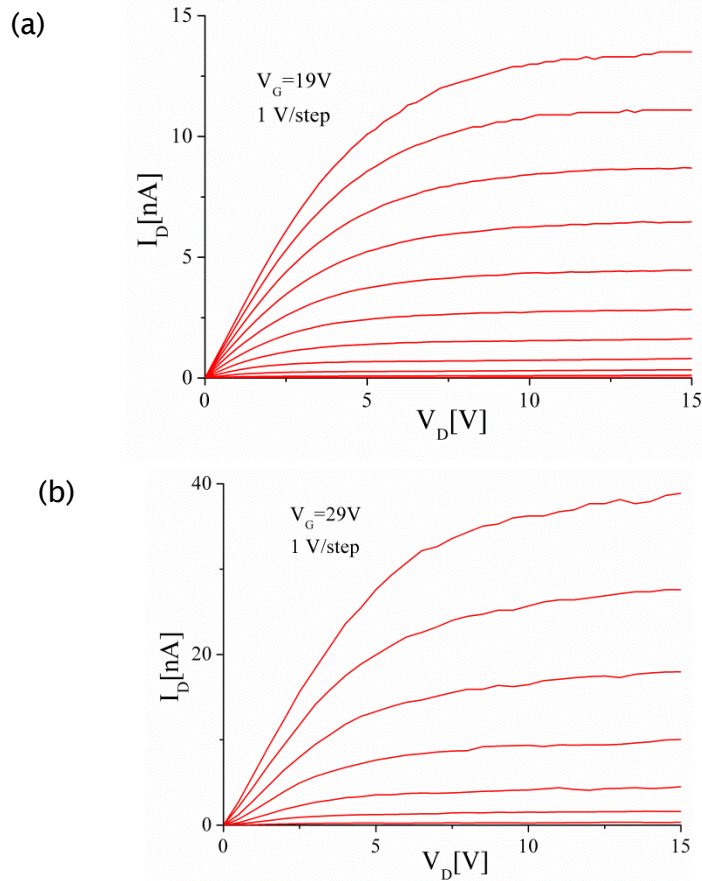 (a)
15
V_G=19V
1 V/step
10
I_D[nA]
5
0
0 5 10 15
V_D[V]
(b)
40
V_G=29V
1 V/step
20
I_D[nA]
0
0 5 10 15
V_D[V]